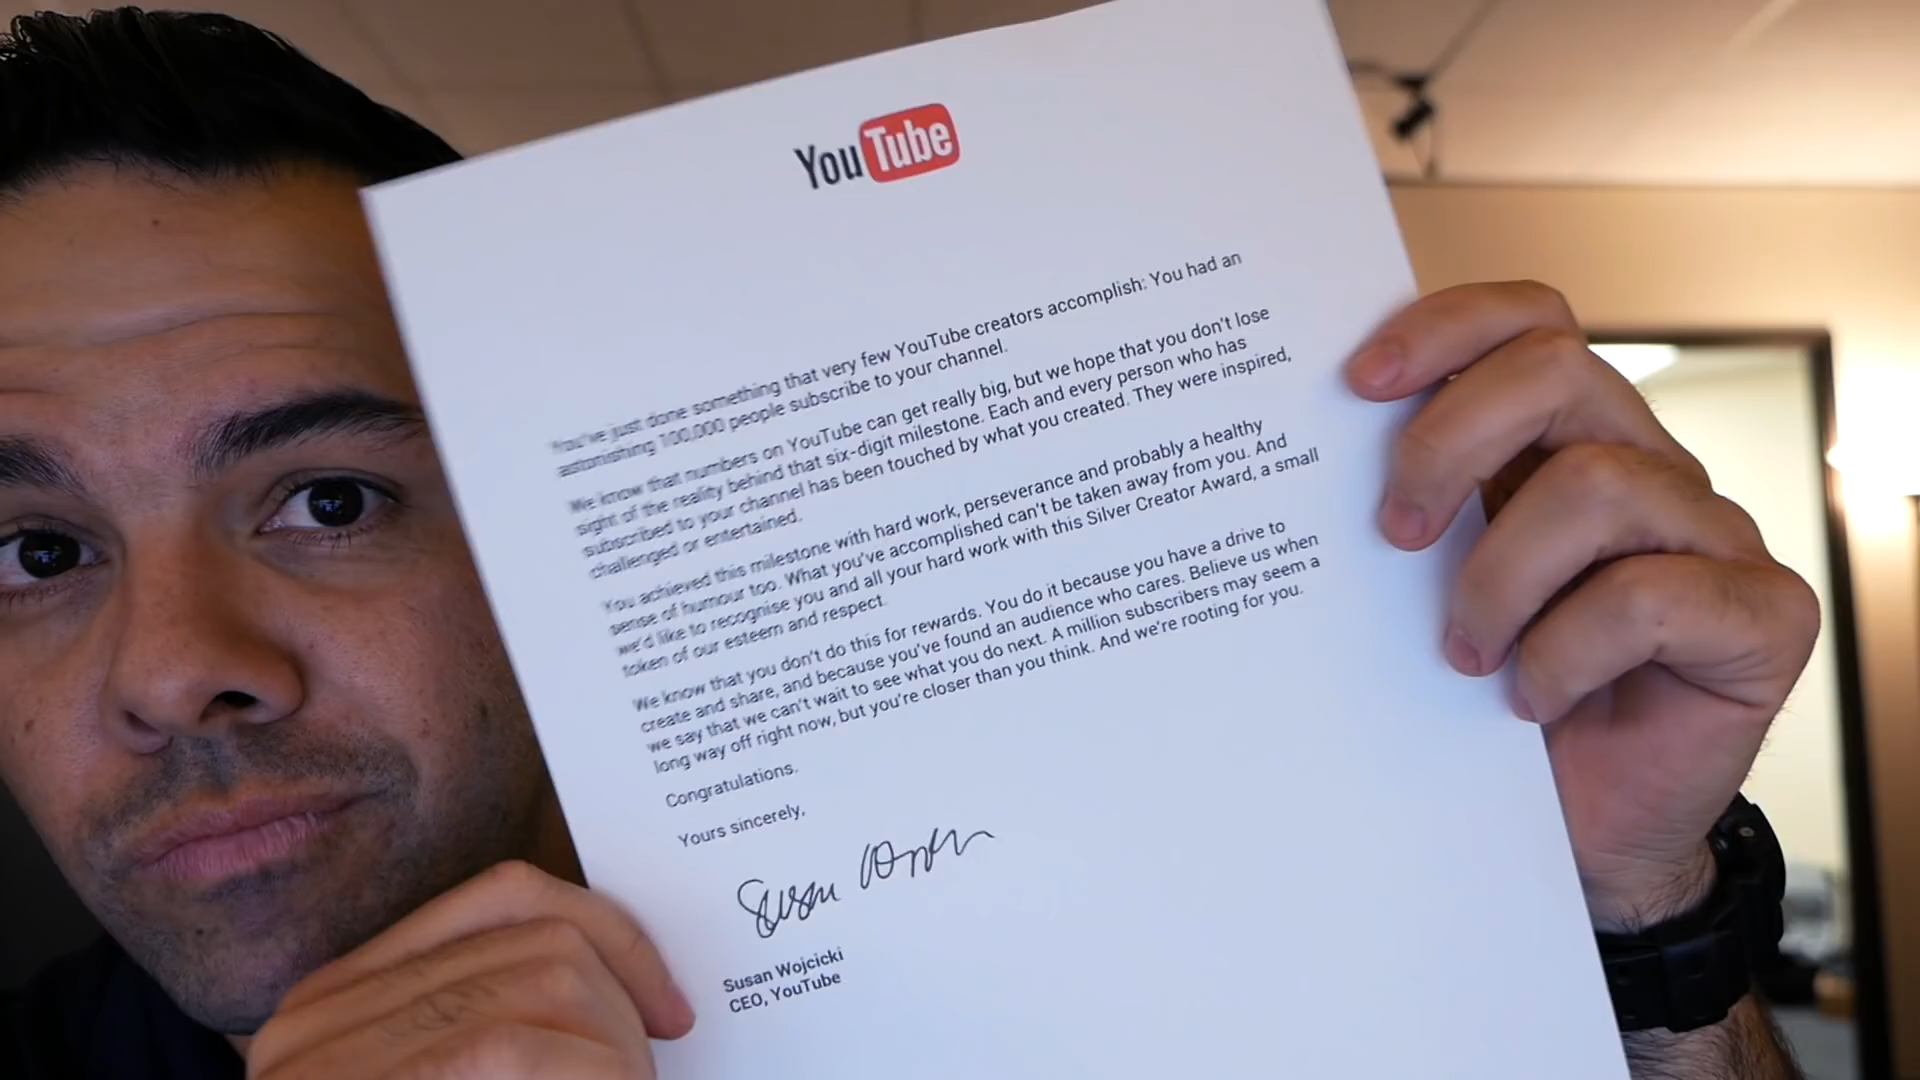 YouTube
You've just done something that very few YouTube creators accomplish: You had an
astonishing 100,000 people subscribe to your channel.
We know that numbers on YouTube can get really big, but we hope that you don't lose
sight of the reality behind that six-digit milestone. Each and every person who has
subscribed to your channel has been touched by what you created. They were inspired,
challenged or entertained.
You achieved this milestone with hard work, perseverance and probably a healthy
sense of humour too. What you've accomplished can't be taken away from you. And
we'd like to recognise you and all your hard work with this Silver Creator Award, a small
token of our esteem and respect.
We know that you don't do this for rewards. You do it because you have a drive to
create and share, and because you've found an audience who cares. Believe us when
we say that we can't wait to see what you do next. A million subscribers may seem a
long way off right now, but you're closer than you think. And we're rooting for you.
Congratulations.
Yours sincerely,
Susan Wojcicki
Susan Wojcicki
CEO, YouTube